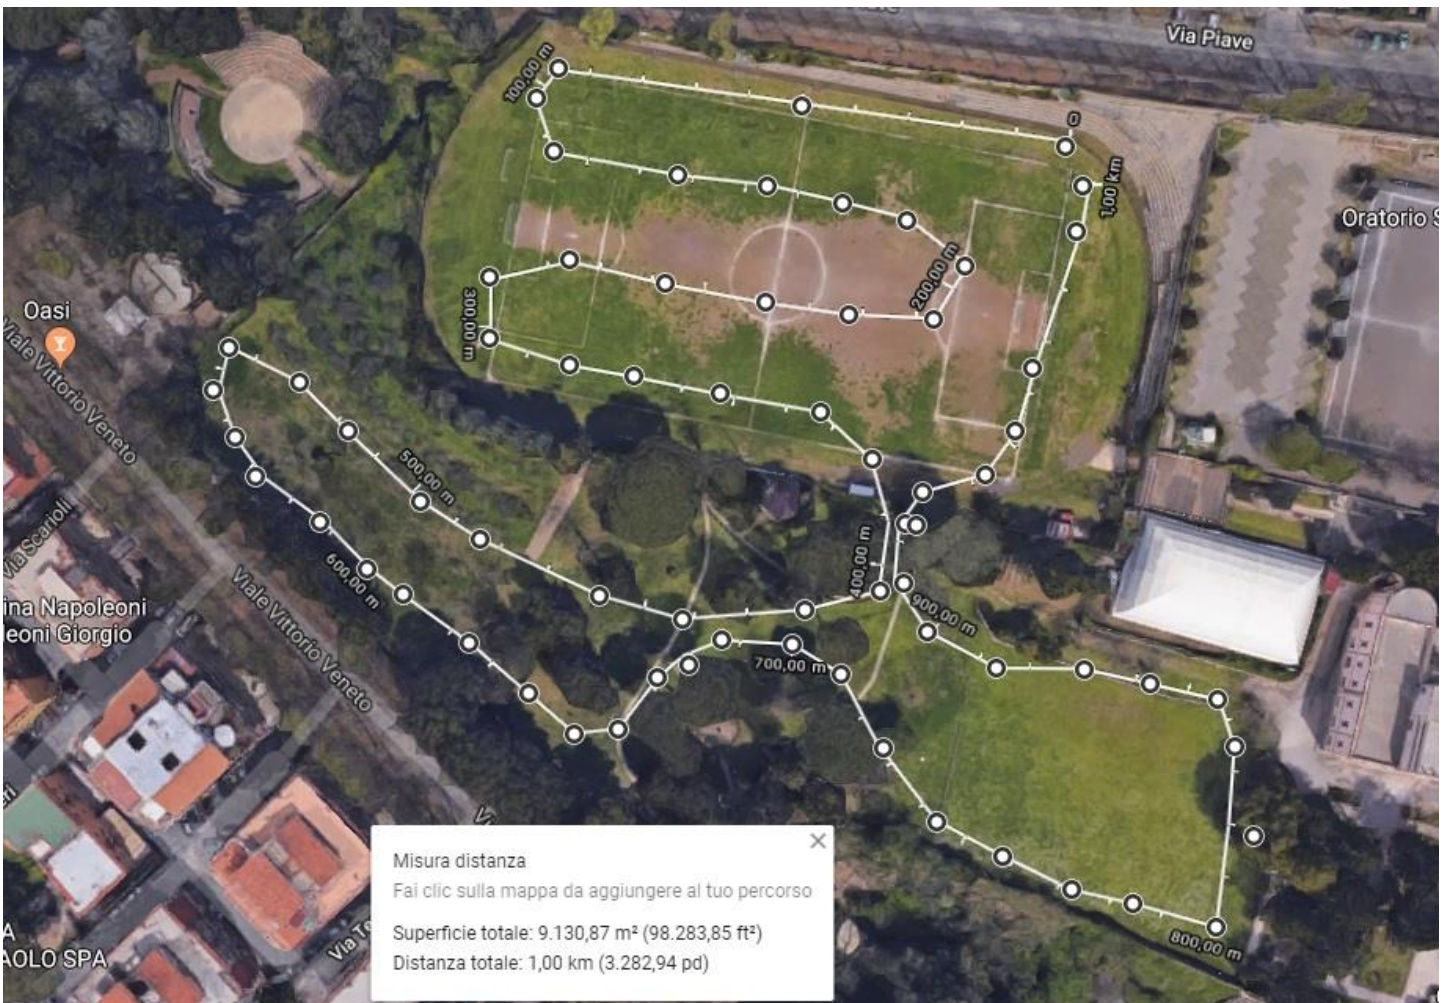 Via Piave
100,00 m
0
1,00 km
Oratorio S
200,00 m
Oasi
300,00 m
Viale Vittorio Veneto
500,00 m
Via Scarioli
400,00 m
600,00 m
ina Napoleoni
leoni Giorgio
900,00 m
Viale Vittorio Veneto
700,00 m
Misura distanza
Fai clic sulla mappa da aggiungere al tuo percorso
Superficie totale: 9.130,87 m² (98.283,85 ft²)
Distanza totale: 1,00 km (3.282,94 pd)
800,00 m
A
AOLO SPA
Via Te